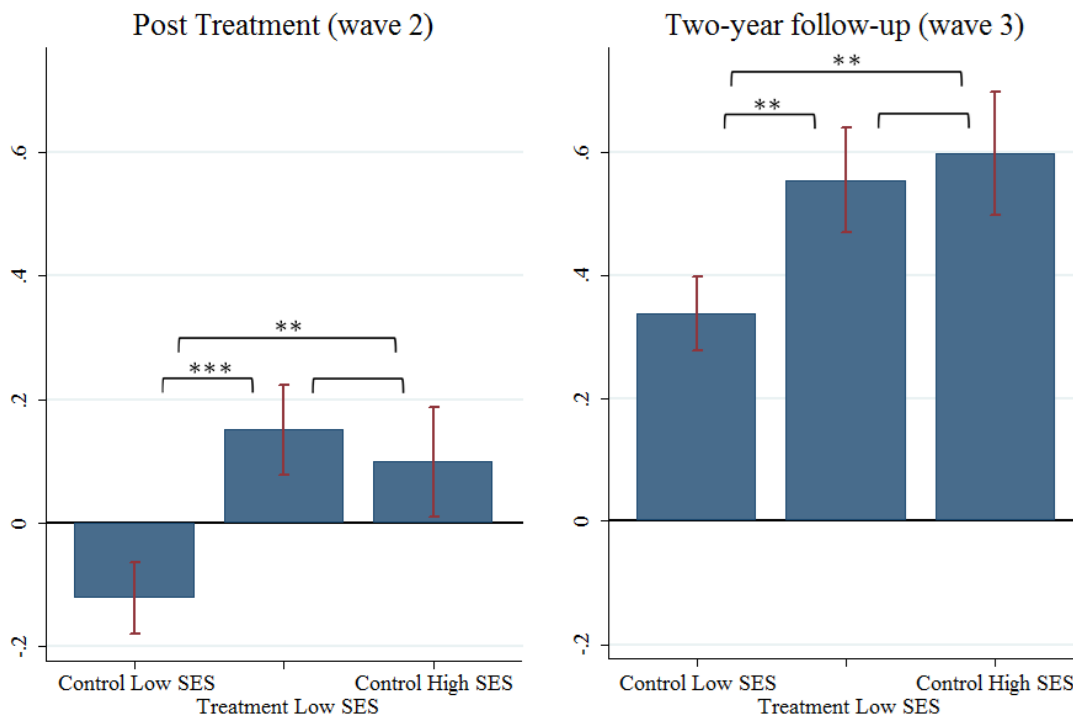 Post Treatment (wave 2)
.6
.4
.2
0
-.2
**
***
Control Low SES
Treatment Low SES
Control High SES
Two-year follow-up (wave 3)
.6
.4
.2
0
-.2
**
**
Control Low SES
Treatment Low SES
Control High SES